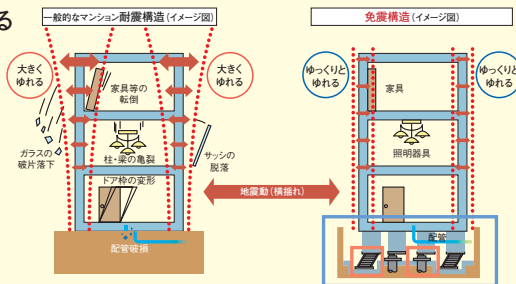 る
一般的なマンション耐震構造(イメージ図)
大きく
ゆれる
大きく
ゆれる
家具等の
転倒
ガラスの
破片落下
柱・梁の亀裂
サッシの
脱落
ドア枠の変形
配管破損
地震動(横揺れ)
免震構造(イメージ図)
ゆっくりと
ゆれる
ゆっくりと
ゆれる
家具
照明器具
配管